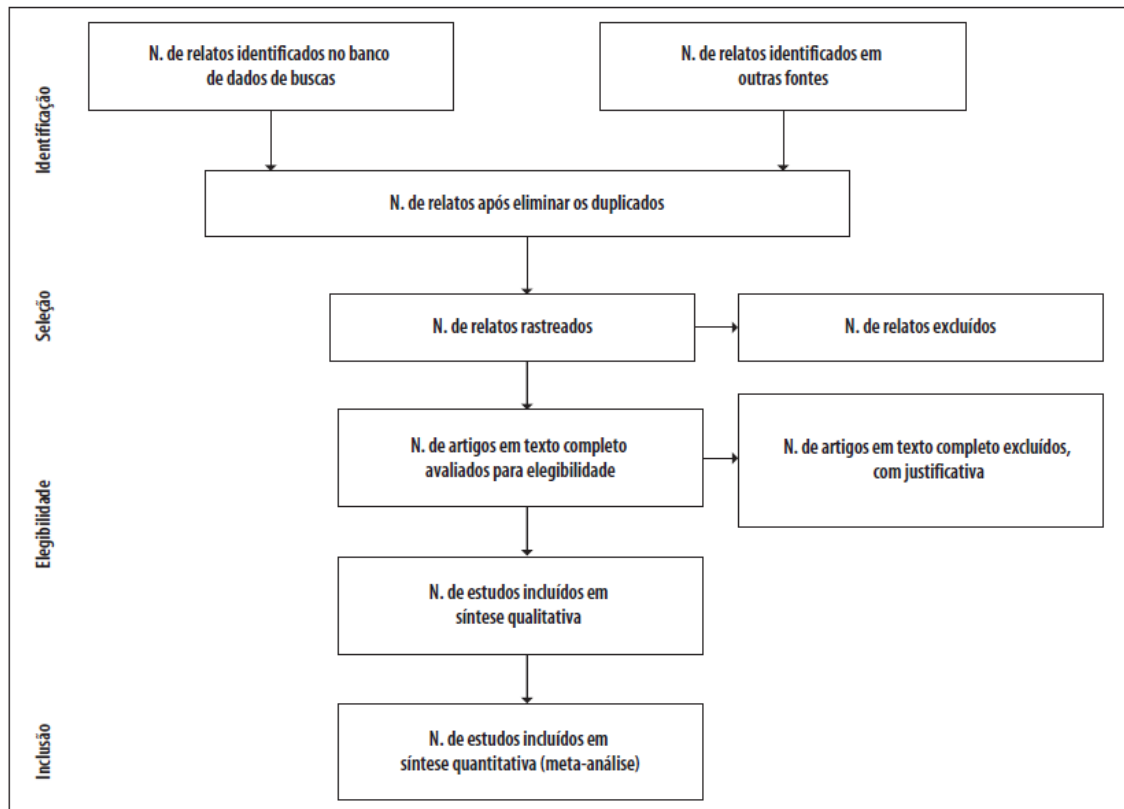 Identificação
N. de relatos identificados no banco
de dados de buscas
N. de relatos identificados em
outras fontes
N. de relatos após eliminar os duplicados
Seleção
N. de relatos rastreados
N. de relatos excluídos
Elegibilidade
N. de artigos em texto completo
avaliados para elegibilidade
N. de artigos em texto completo excluídos,
com justificativa
N. de estudos incluídos em
síntese qualitativa
Inclusão
N. de estudos incluídos em
síntese quantitativa (meta-análise)